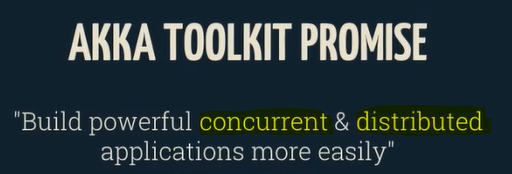 AKKA TOOLKIT PROMISE
"Build powerful concurrent & distributed
applications more easily"